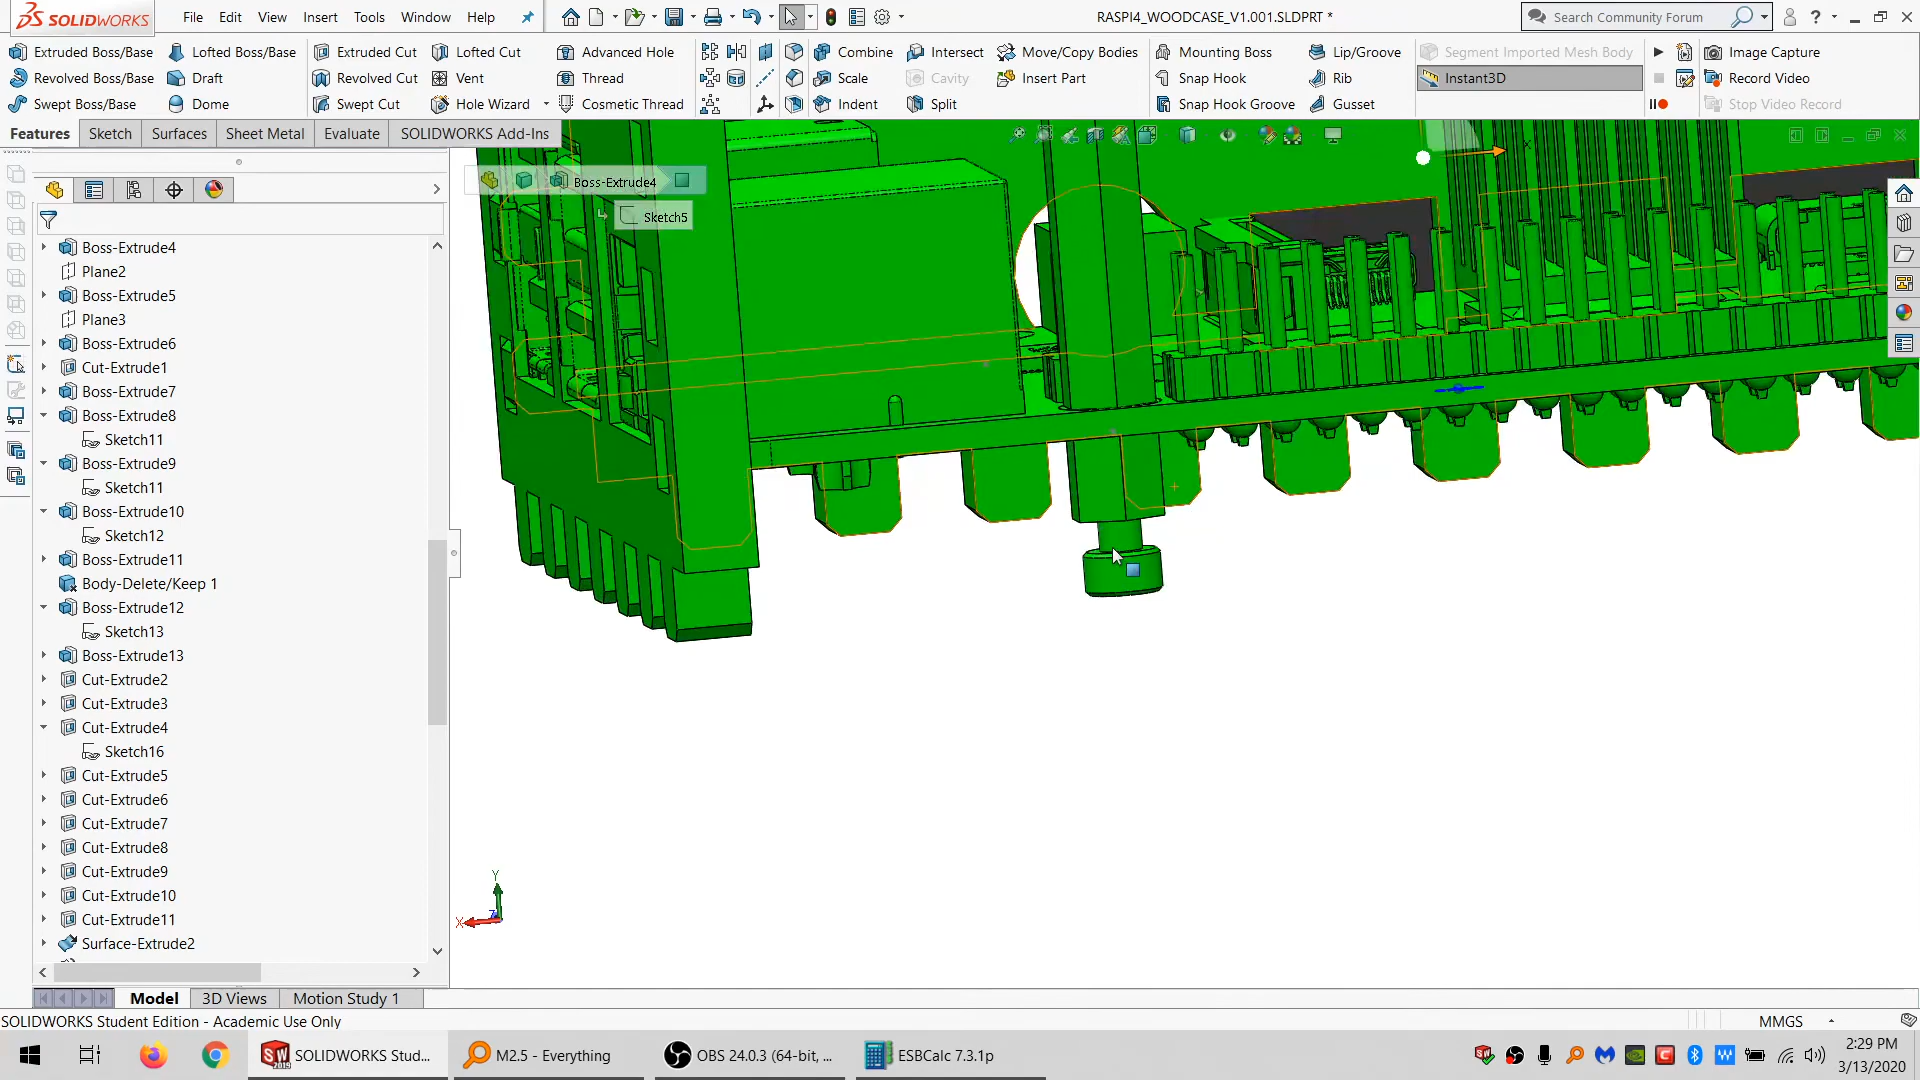 SOLIDWORKS
File Edit View Insert Tools Window Help
RASPI4_WOODCASE_V1.001.SLDPRT *
Search Community Forum
Extruded Boss/Base Lofted Boss/Base Extruded Cut Lofted Cut Advanced Hole Combine Intersect Move/Copy Bodies Mounting Boss Lip/Groove Segment Imported Mesh Body Image Capture
Revolved Boss/Base Draft Revolved Cut Vent Thread Scale Cavity Insert Part Snap Hook Rib Instant3D Record Video
Swept Boss/Base Dome Swept Cut Hole Wizard Cosmetic Thread Indent Split Snap Hook Groove Gusset Stop Video Record
Features Sketch Surfaces Sheet Metal Evaluate SOLIDWORKS Add-Ins
Boss-Extrude4
Sketch5
Boss-Extrude4
Plane2
Boss-Extrude5
Plane3
Boss-Extrude6
Cut-Extrude1
Boss-Extrude7
Boss-Extrude8
Sketch11
Boss-Extrude9
Sketch11
Boss-Extrude10
Sketch12
Boss-Extrude11
Body-Delete/Keep 1
Boss-Extrude12
Sketch13
Boss-Extrude13
Cut-Extrude2
Cut-Extrude3
Cut-Extrude4
Sketch16
Cut-Extrude5
Cut-Extrude6
Cut-Extrude7
Cut-Extrude8
Cut-Extrude9
Cut-Extrude10
Cut-Extrude11
Surface-Extrude2
Y
X
Z
Model 3D Views Motion Study 1
SOLIDWORKS Student Edition - Academic Use Only
MMGS
SOLIDWORKS Stud... M2.5 - Everything OBS 24.0.3 (64-bit, ... ESBCalc 7.3.1p
2:29 PM
3/13/2020